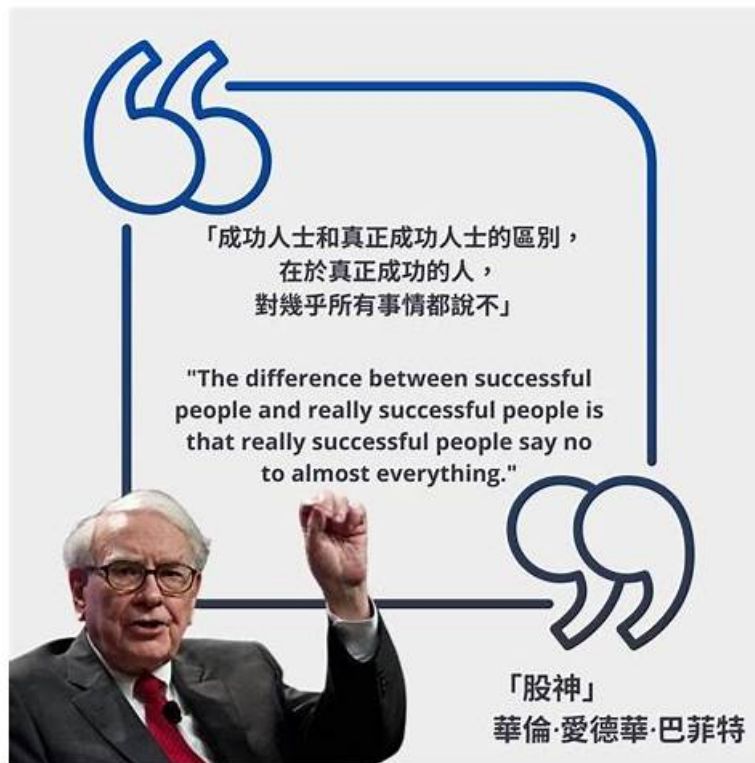 「成功人士和真正成功人士的區別，
在於真正成功的人，
對幾乎所有事情都說不」
"The difference between successful
people and really successful people is
that really successful people say no
to almost everything."
「股神」
華倫·愛德華·巴菲特